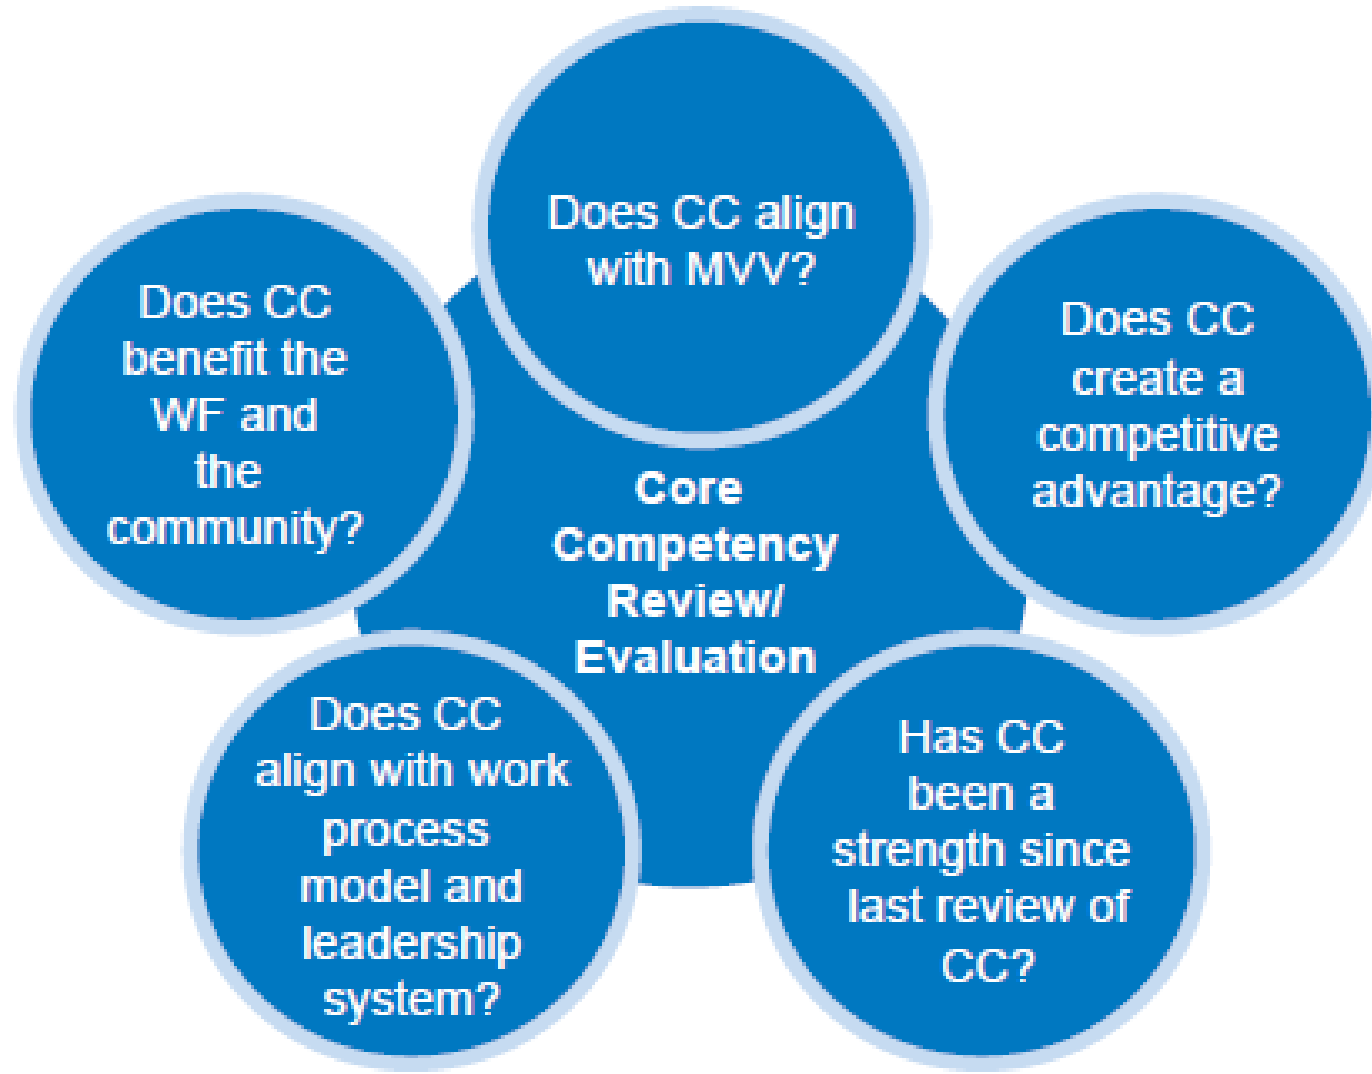 Does CC align
with MVV?
Does CC
create a
competitive
advantage?
Has CC
been a
strength since
last review of
CC?
Does CC
align with work
process
model and
leadership
system?
Does CC
benefit the
WF and
the
community?
Core
Competency
Review/
Evaluation